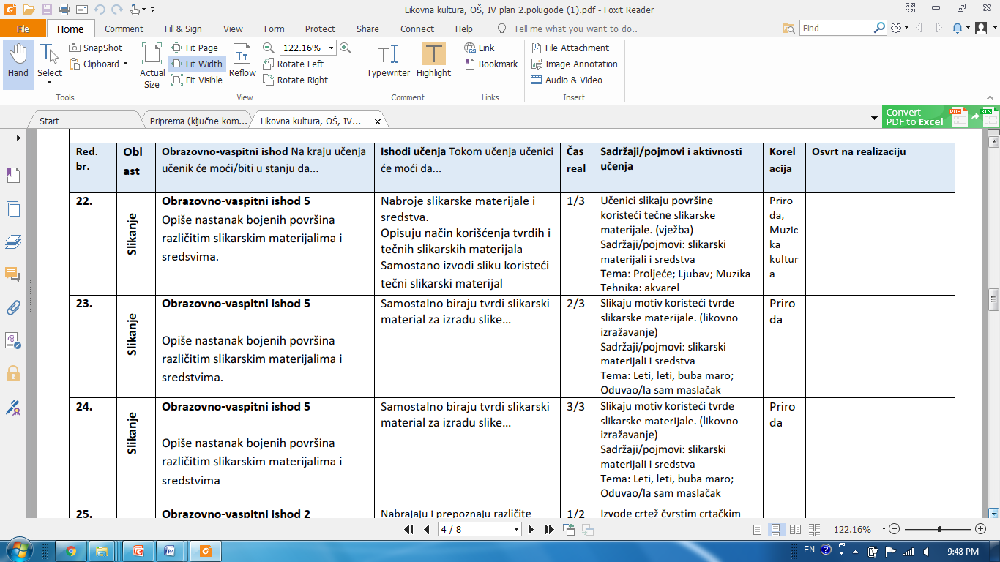 Likovna kultura, OŠ, IV plan 2.polugođe (1).pdf - Foxit Reader
File
Home
Comment
Fill & Sign
View
Form
Protect
Share
Connect
Help
Tell me what you want to do..
Find
Hand
Select
SnapShot
Clipboard
Tools
Actual
Size
Fit Page
Fit Width
Fit Visible
Reflow
122.16%
Rotate Left
Rotate Right
View
Typewriter
Highlight
Comment
Link
Bookmark
Links
File Attachment
Image Annotation
Audio & Video
Insert
Start
Priprema (ključne kom...
Likovna kultura, OŠ, IV...
Convert
PDF to Excel
PDF
XLS
Red.
br.
Obl
ast
Obrazovno-vaspitni ishod Na kraju učenja
učenik će moći/biti u stanju da...
Ishodi učenja Tokom učenja učenici
će moći da...
Čas
real
Sadržaji/pojmovi i aktivnosti
učenja
Korel
acija
Osvrt na realizaciju
22.
Slikanje
Obrazovno-vaspitni ishod 5
Opiše nastanak bojenih površina
različitim slikarskim materijalima i
sredsvima.
Nabroje slikarske materijale i
sredstva.
Opisuju način korišćenja tvrdih i
tečnih slikarskih materijala
Samostano izvodi sliku koristeći
tečni slikarski materijal
1/3
Učenici slikaju površine
koristeći tečne slikarske
materijale. (vježba)
Sadržaji/pojmovi: slikarski
materijali i sredstva
Tema: Proljeće; Ljubav; Muzika
Tehnika: akvarel
Priro
da,
Muzic
ka
kultur
a
23.
Slikanje
Obrazovno-vaspitni ishod 5
Opiše nastanak bojenih površina
različitim slikarskim materijalima i
sredstvima.
Samostalno biraju tvrdi slikarski
material za izradu slike...
2/3
Slikaju motiv koristeći tvrde
slikarske materijale. (likovno
izražavanje)
Sadržaji/pojmovi: slikarski
materijali i sredstva
Tema: Leti, leti, buba maro;
Oduvao/la sam maslačak
Priro
da
24.
Slikanje
Obrazovno-vaspitni ishod 5
Opiše nastanak bojenih površina
različitim slikarskim materijalima i
sredstvima
Samostalno biraju tvrdi slikarski
material za izradu slike...
3/3
Slikaju motiv koristeći tvrde
slikarske materijale. (likovno
izražavanje)
Sadržaji/pojmovi: slikarski
materijali i sredstva
Tema: Leti, leti, buba maro;
Oduvao/la sam maslačak
Priro
da
25.
Obrazovno-vaspitni ishod 2
Nabrajaju i prepoznaju različite
1/2
Izvode crtež čvrstim crtačkim
4 / 8
122.16%
EN
9:48 PM